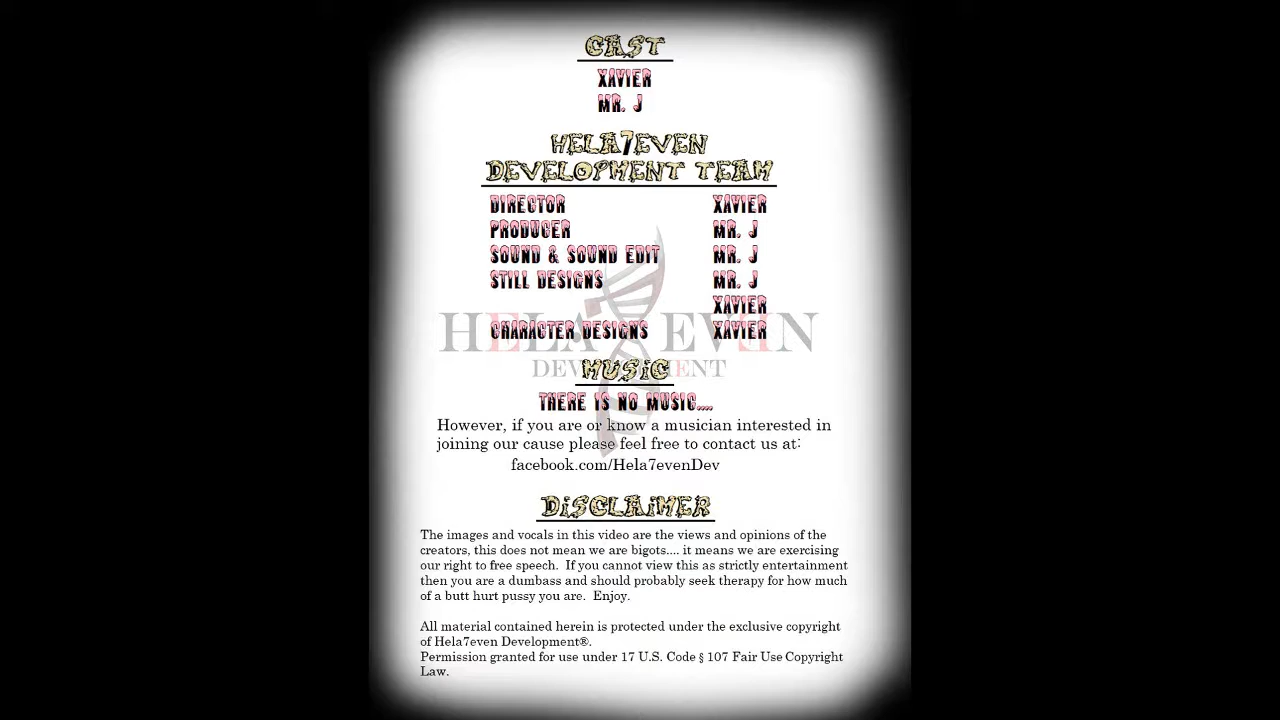 CAST
XAVIER
MR. J
HELA7EVEN
DEVELOPMENT TEAM
DIRECTOR XAVIER
PRODUCER MR. J
SOUND & SOUND EDIT MR. J
STILL DESIGNS MR. J
XAVIER
HELA7EVEN
CHARACTER DESIGNS XAVIER
DEVELOPMENT
MUSiC
THERE IS NO MUSIC....
However, if you are or know a musician interested in
joining our cause please feel free to contact us at:
facebook.com/Hela7evenDev
DiSCLAiMER
The images and vocals in this video are the views and opinions of the
creators, this does not mean we are bigots.... it means we are exercising
our right to free speech.  If you cannot view this as strictly entertainment
then you are a dumbass and should probably seek therapy for how much
of a butt hurt pussy you are.  Enjoy.
All material contained herein is protected under the exclusive copyright
of Hela7even Development®.
Permission granted for use under 17 U.S. Code § 107 Fair Use Copyright
Law.